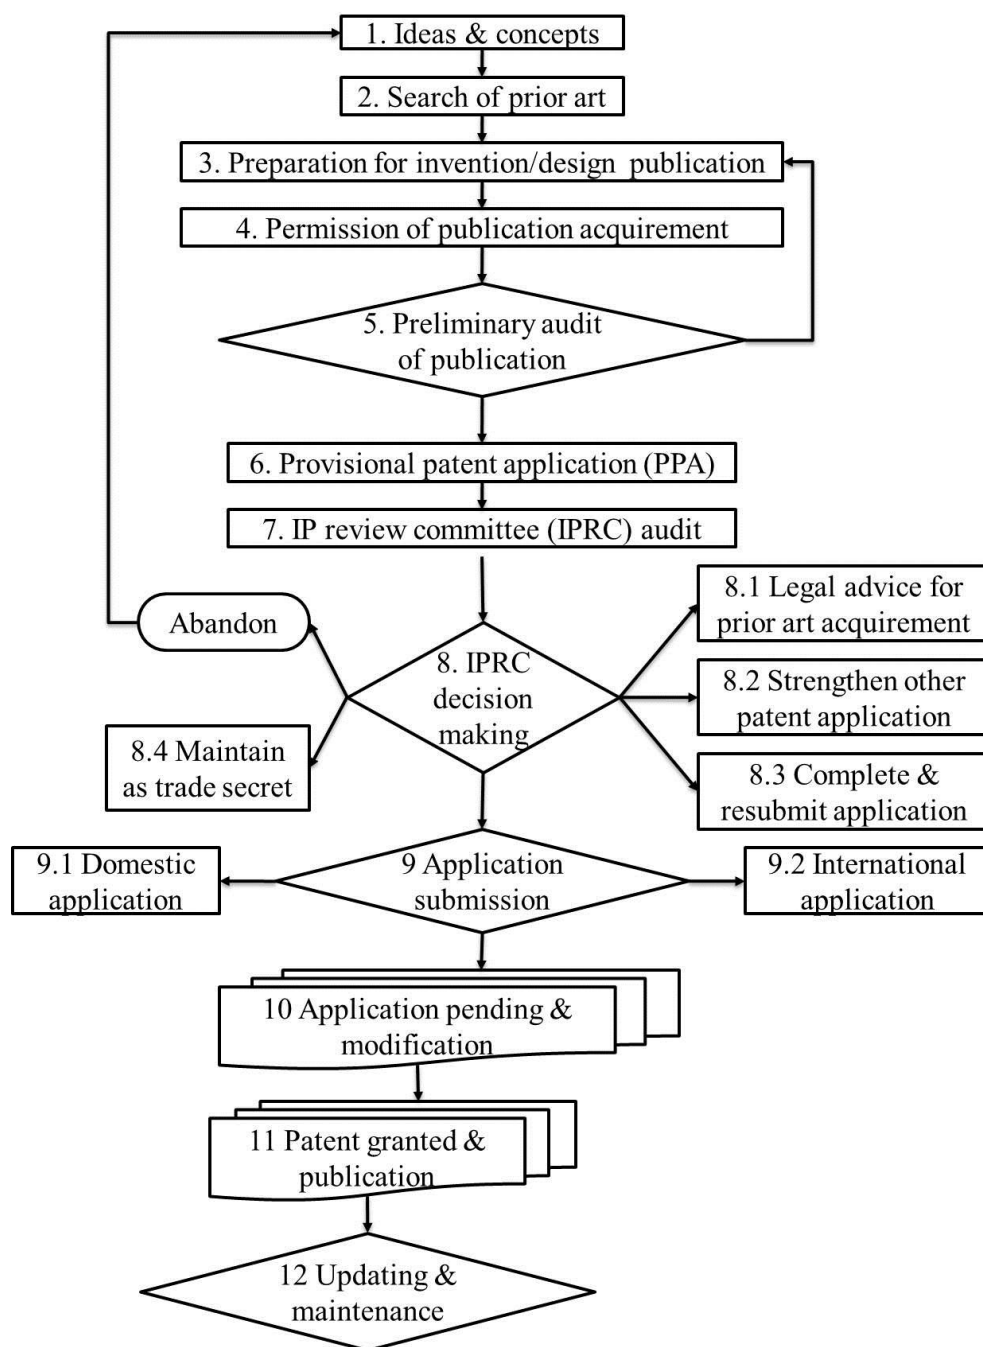 1. Ideas & concepts
2. Search of prior art
3. Preparation for invention/design publication
4. Permission of publication acquirement
5. Preliminary audit
of publication
6. Provisional patent application (PPA)
7. IP review committee (IPRC) audit
Abandon
8. IPRC
decision
making
8.1 Legal advice for
prior art acquirement
8.2 Strengthen other
patent application
8.3 Complete &
resubmit application
8.4 Maintain
as trade secret
9 Application
submission
9.1 Domestic
application
9.2 International
application
10 Application pending &
modification
11 Patent granted &
publication
12 Updating &
maintenance